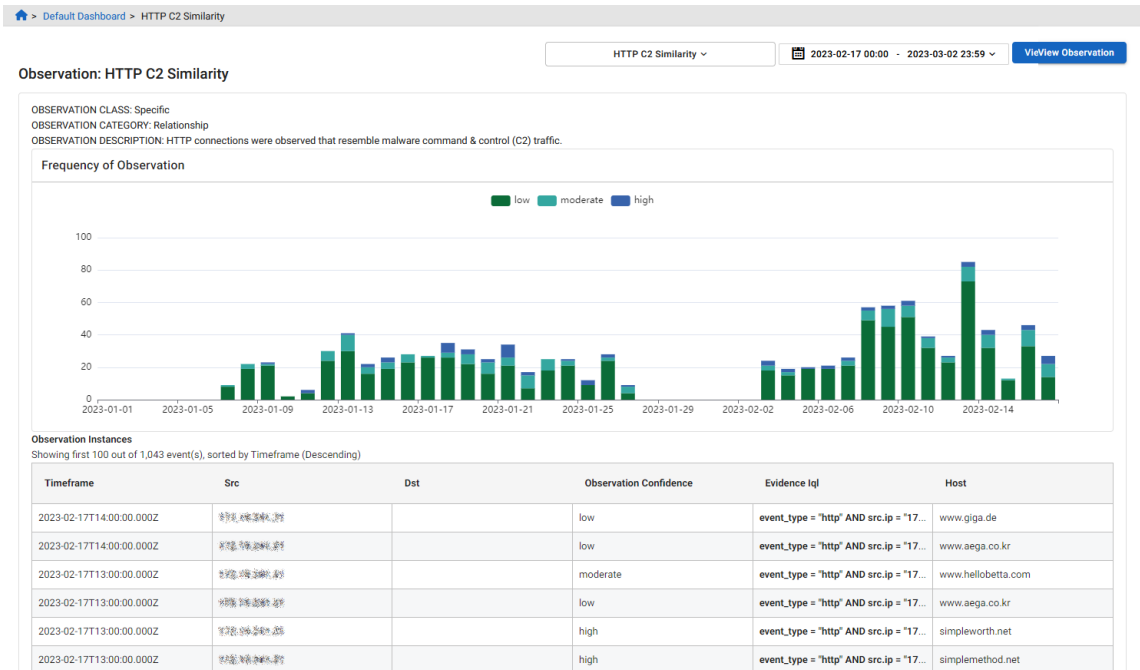 > Default Dashboard > HTTP C2 Similarity
HTTP C2 Similarity
2023-02-17 00:00 - 2023-03-02 23:59
VieView Observation
Observation: HTTP C2 Similarity
OBSERVATION CLASS: Specific
OBSERVATION CATEGORY: Relationship
OBSERVATION DESCRIPTION: HTTP connections were observed that resemble malware command & control (C2) traffic.
Frequency of Observation
low moderate high
100
80
60
40
20
0
2023-01-01 2023-01-05 2023-01-09 2023-01-13 2023-01-17 2023-01-21 2023-01-25 2023-01-29 2023-02-02 2023-02-06 2023-02-10 2023-02-14
Observation Instances
Showing first 100 out of 1,043 event(s), sorted by Timeframe (Descending)
Timeframe Src Dst Observation Confidence Evidence Iql Host
2023-02-17T14:00:00.000Z low event_type = "http" AND src.ip = "17... www.giga.de
2023-02-17T14:00:00.000Z low event_type = "http" AND src.ip = "17... www.aega.co.kr
2023-02-17T13:00:00.000Z moderate event_type = "http" AND src.ip = "17... www.hellobetta.com
2023-02-17T13:00:00.000Z low event_type = "http" AND src.ip = "17... www.aega.co.kr
2023-02-17T13:00:00.000Z high event_type = "http" AND src.ip = "17... simpleworth.net
2023-02-17T13:00:00.000Z high event_type = "http" AND src.ip = "17... simplemethod.net